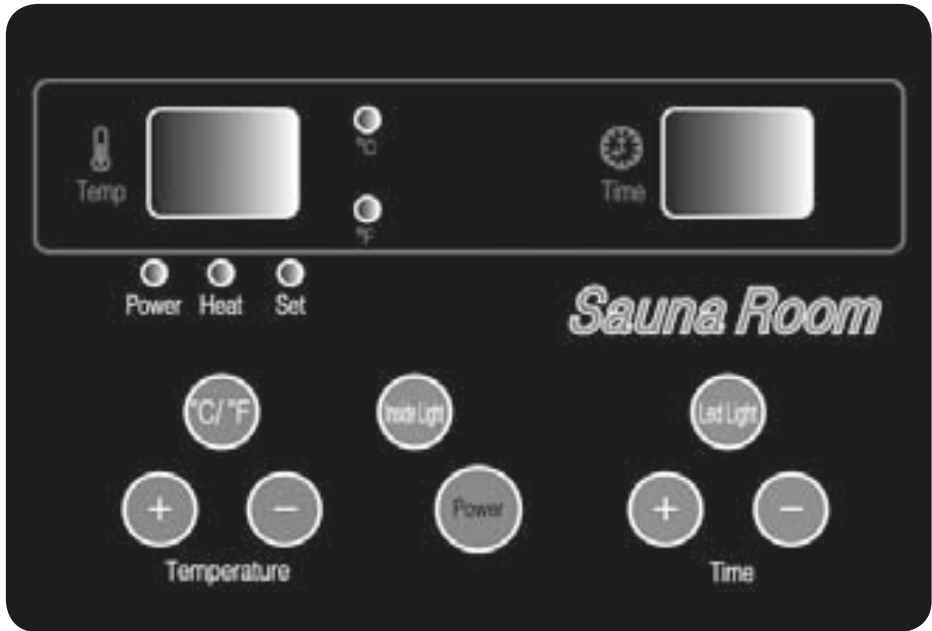 °C
Temp
Time
°F
Power Heat Set
Sauna Room
°C/ °F
Inside Light
Led Light
+
−
Power
+
−
Temperature
Time